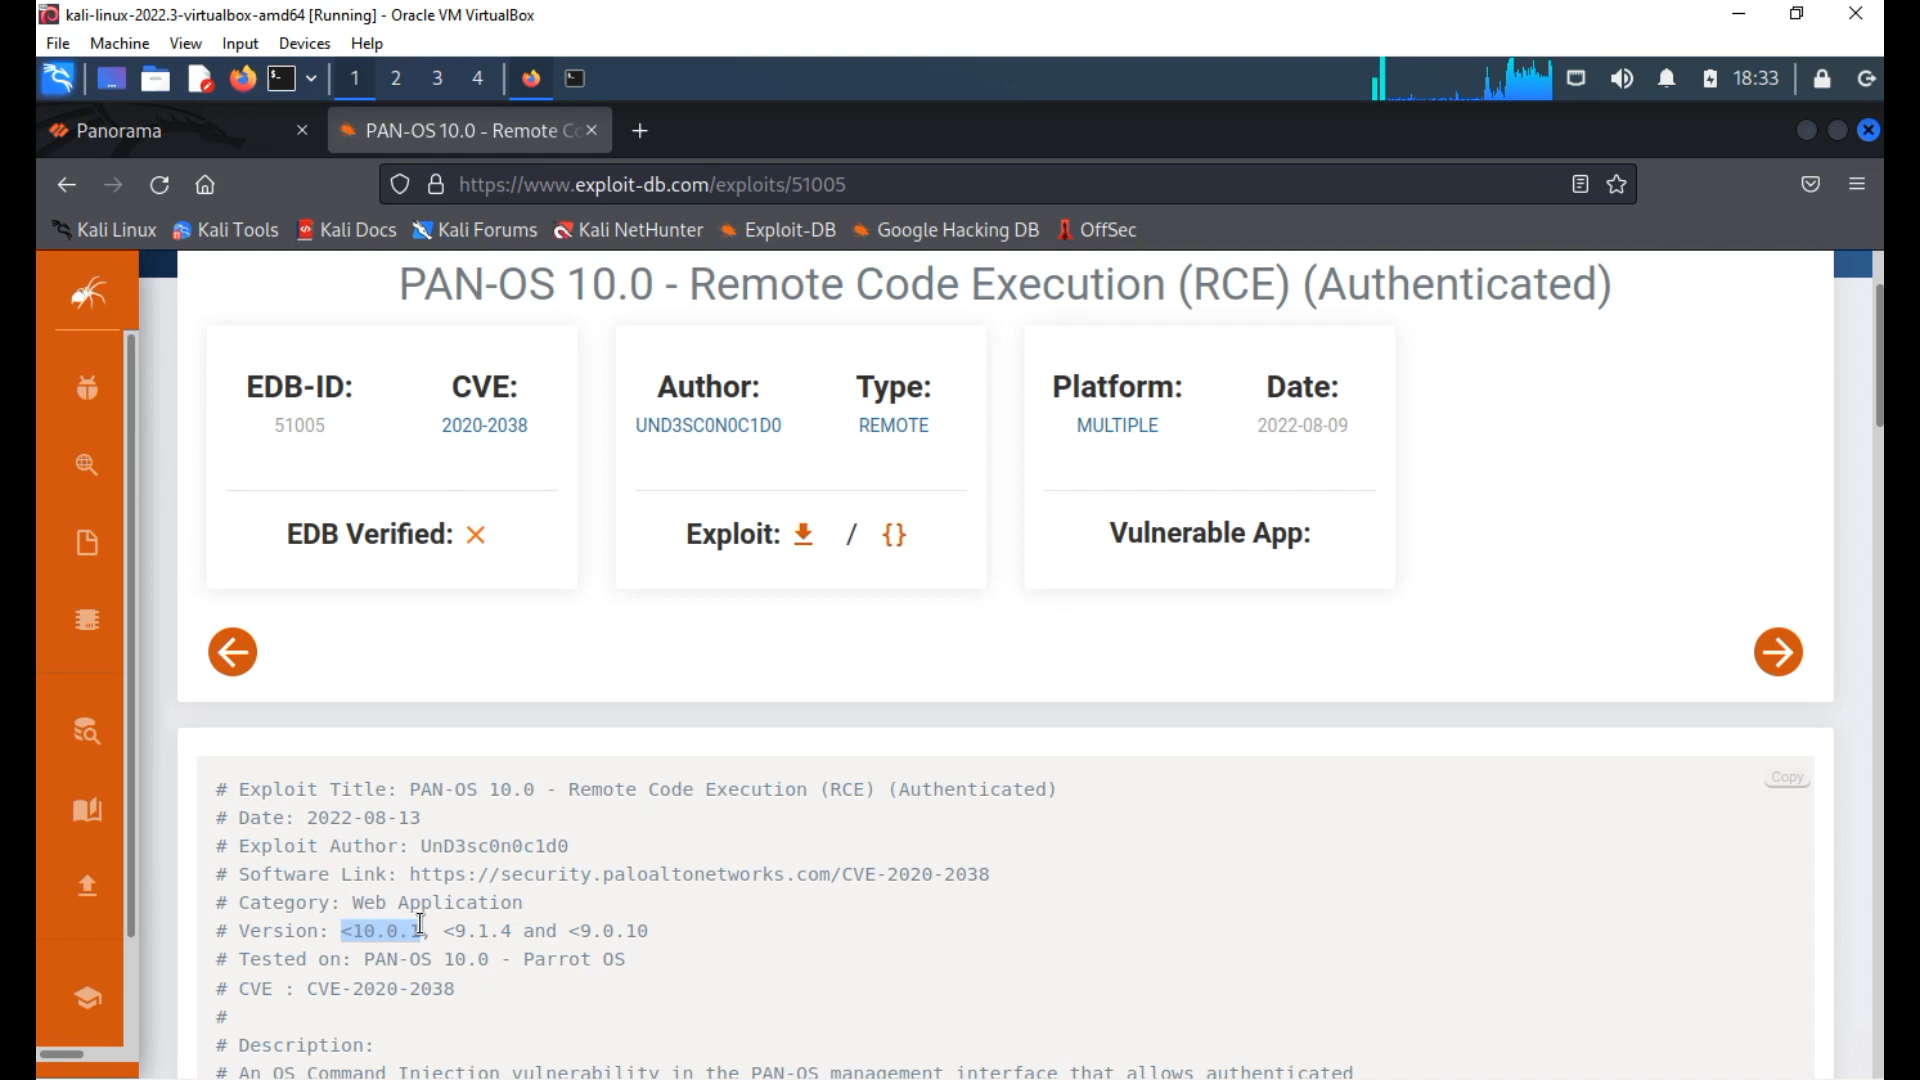 kali-linux-2022.3-virtualbox-amd64 [Running] - Oracle VM VirtualBox
File Machine View Input Devices Help
1 2 3 4 18:33
Panorama PAN-OS 10.0 - Remote Co
https://www.exploit-db.com/exploits/51005
Kali Linux Kali Tools Kali Docs Kali Forums Kali NetHunter Exploit-DB Google Hacking DB OffSec
PAN-OS 10.0 - Remote Code Execution (RCE) (Authenticated)
EDB-ID: CVE: Author: Type: Platform: Date:
51005 2020-2038 UND3SC0N0C1D0 REMOTE MULTIPLE 2022-08-09
EDB Verified: Exploit: / {} Vulnerable App:
Copy
# Exploit Title: PAN-OS 10.0 - Remote Code Execution (RCE) (Authenticated)
# Date: 2022-08-13
# Exploit Author: UnD3sc0n0c1d0
# Software Link: https://security.paloaltonetworks.com/CVE-2020-2038
# Category: Web Application
# Version: <10.0.1, <9.1.4 and <9.0.10
# Tested on: PAN-OS 10.0 - Parrot OS
# CVE : CVE-2020-2038
#
# Description:
# An OS Command Injection vulnerability in the PAN-OS management interface that allows authenticated